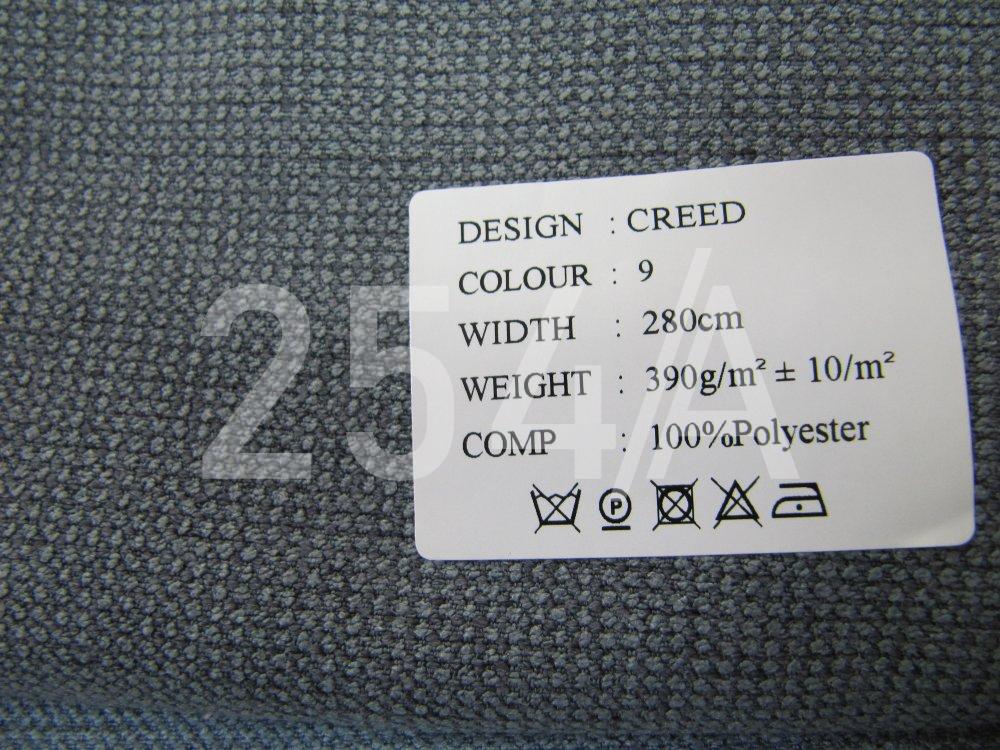 DESIGN : CREED
COLOUR : 9
WIDTH : 280cm
WEIGHT : 390g/m² ± 10/m²
COMP : 100%Polyester
P
254/A